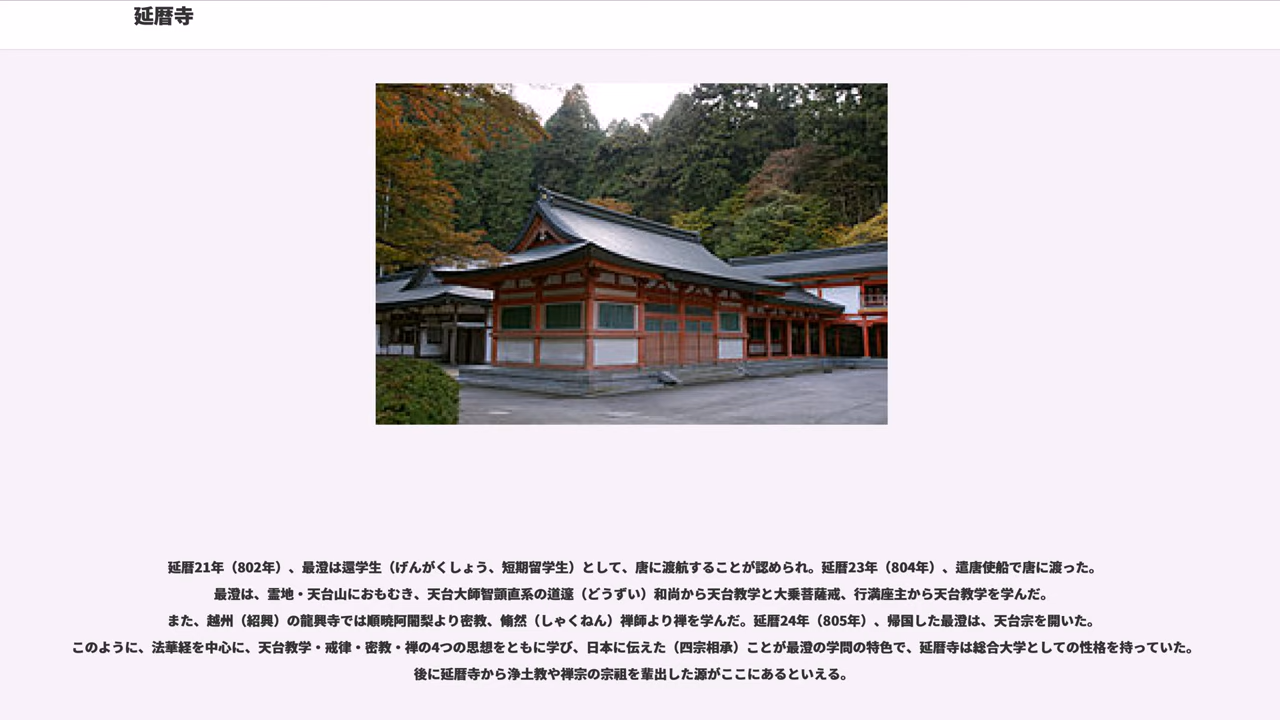 延暦寺
延暦21年（802年）、最澄は還学生（げんがくしょう、短期留学生）として、唐に渡航することが認められ。延暦23年（804年）、遣唐使船で唐に渡った。
最澄は、霊地・天台山におもむき、天台大師智顗直系の道邃（どうずい）和尚から天台教学と大乗菩薩戒、行満座主から天台教学を学んだ。
また、越州（紹興）の龍興寺では順暁阿闍梨より密教、翛然（しゃくねん）禅師より禅を学んだ。延暦24年（805年）、帰国した最澄は、天台宗を開いた。
このように、法華経を中心に、天台教学・戒律・密教・禅の4つの思想をともに学び、日本に伝えた（四宗相承）ことが最澄の学問の特色で、延暦寺は総合大学としての性格を持っていた。
後に延暦寺から浄土教や禅宗の宗祖を輩出した源がここにあるといえる。